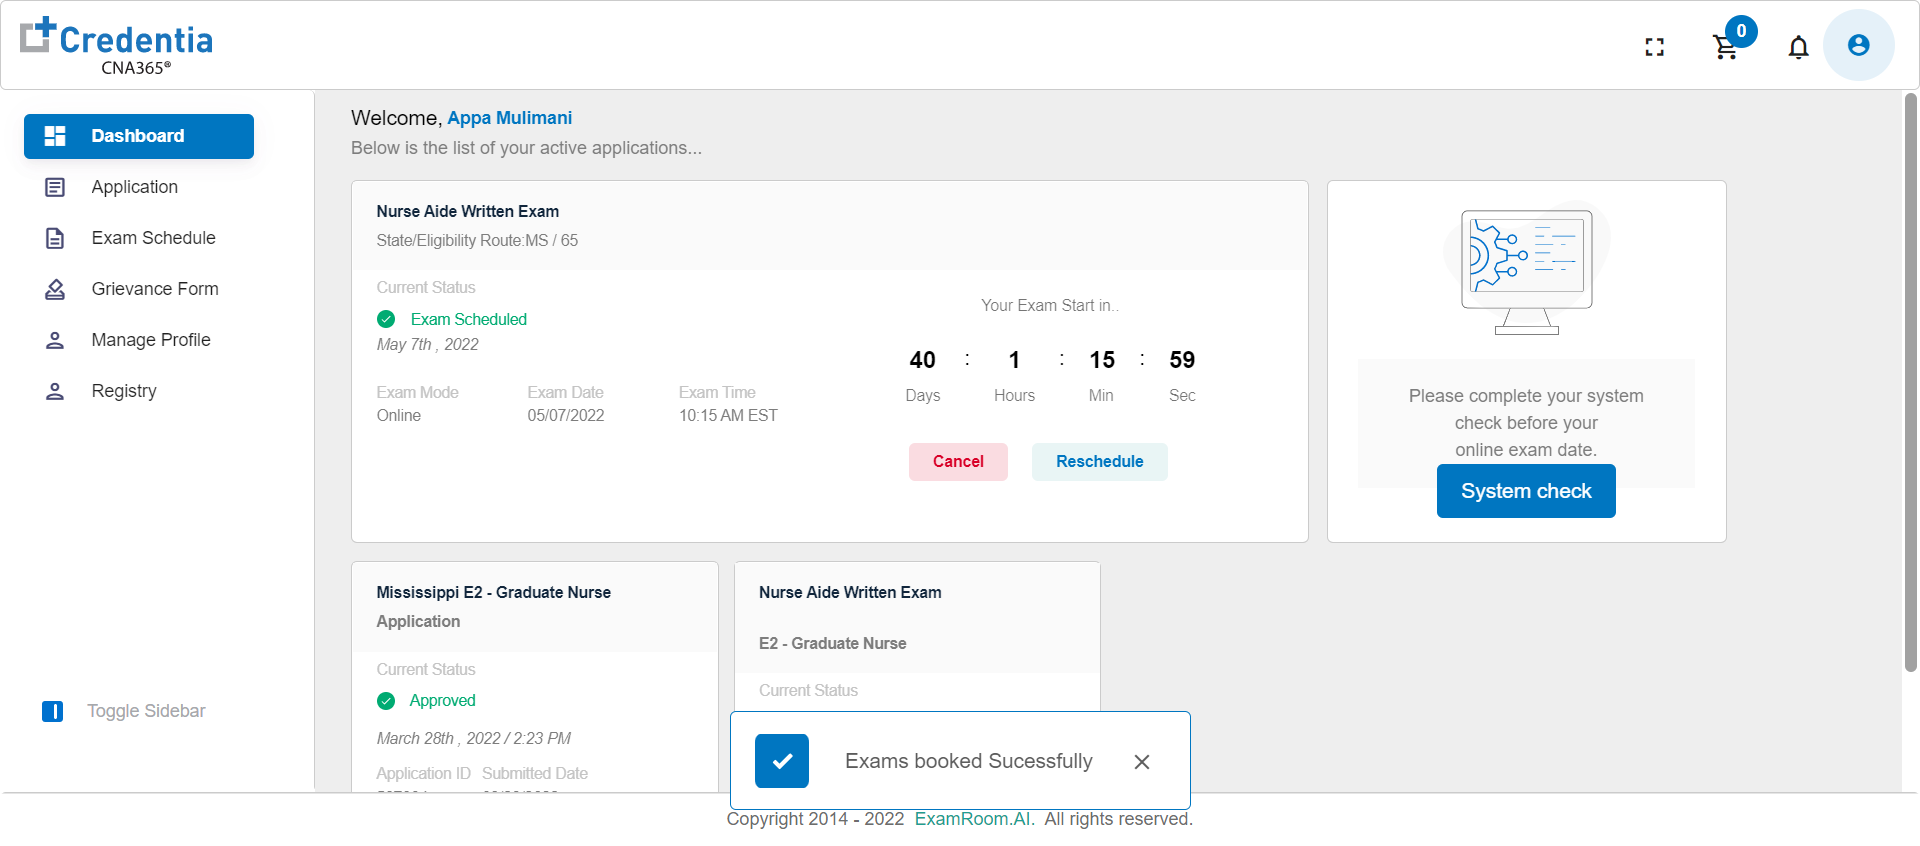 Credentia
CNA365®
0
Dashboard
Application
Exam Schedule
Grievance Form
Manage Profile
Registry
Toggle Sidebar
Welcome, Appa Mulimani
Below is the list of your active applications...
Nurse Aide Written Exam
State/Eligibility Route:MS / 65
Current Status
Exam Scheduled
May 7th , 2022
Exam Mode Exam Date Exam Time
Online 05/07/2022 10:15 AM EST
Your Exam Start in..
40 : 1 : 15 : 59
Days Hours Min Sec
Cancel Reschedule
Please complete your system
check before your
online exam date.
System check
Mississippi E2 - Graduate Nurse
Application
Current Status
Approved
March 28th , 2022 / 2:23 PM
Application ID Submitted Date
Nurse Aide Written Exam
E2 - Graduate Nurse
Current Status
Exams booked Sucessfully
Copyright 2014 - 2022 ExamRoom.AI. All rights reserved.